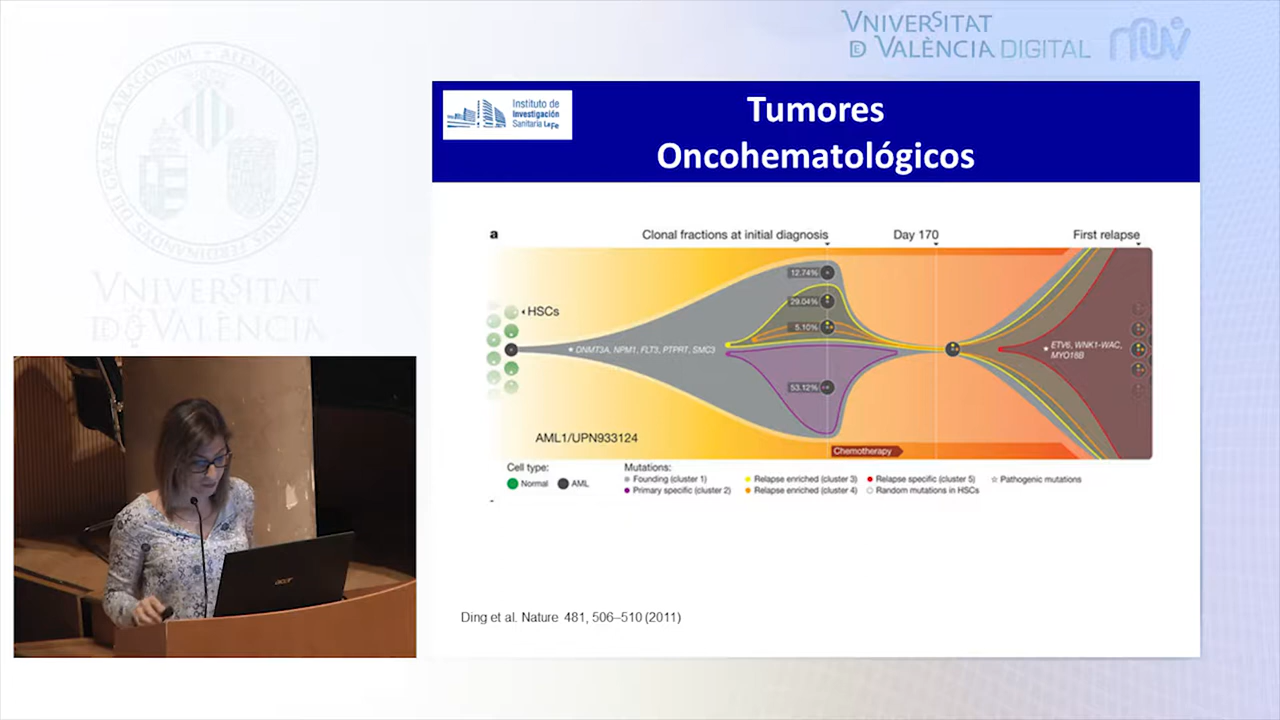 VNIVERSITAT
DE VALÈNCIA DIGITAL
VNIVERSITAT
DE VALÈNCIA
Instituto de
Investigación
Sanitaria La Fe
Tumores
Oncohematológicos
a
Clonal fractions at initial diagnosis
Day 170
First relapse
HSCs
12.74%
29.04%
5.10%
53.12%
DNMT3A, NPM1, FLT3, PTPRT, SMC3
ETV6, WNK1-WAC,
MYO18B
AML1/UPN933124
Chemotherapy
Cell type:
Normal
AML
Mutations:
Founding (cluster 1)
Primary specific (cluster 2)
Relapse enriched (cluster 3)
Relapse enriched (cluster 4)
Relapse specific (cluster 5)
Random mutations in HSCs
Pathogenic mutations
Ding et al. Nature 481, 506–510 (2011)
acer